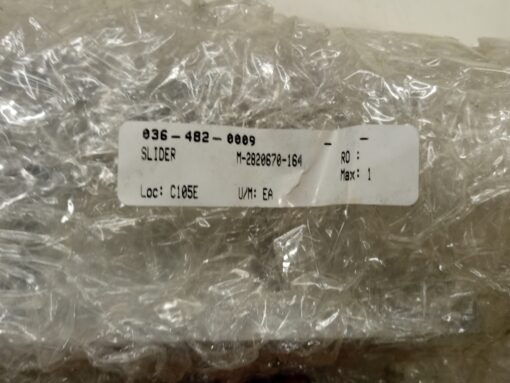 036-482-0009
SLIDER M-2820670-164 RO :
Max: 1
Loc: C105E U/M: EA